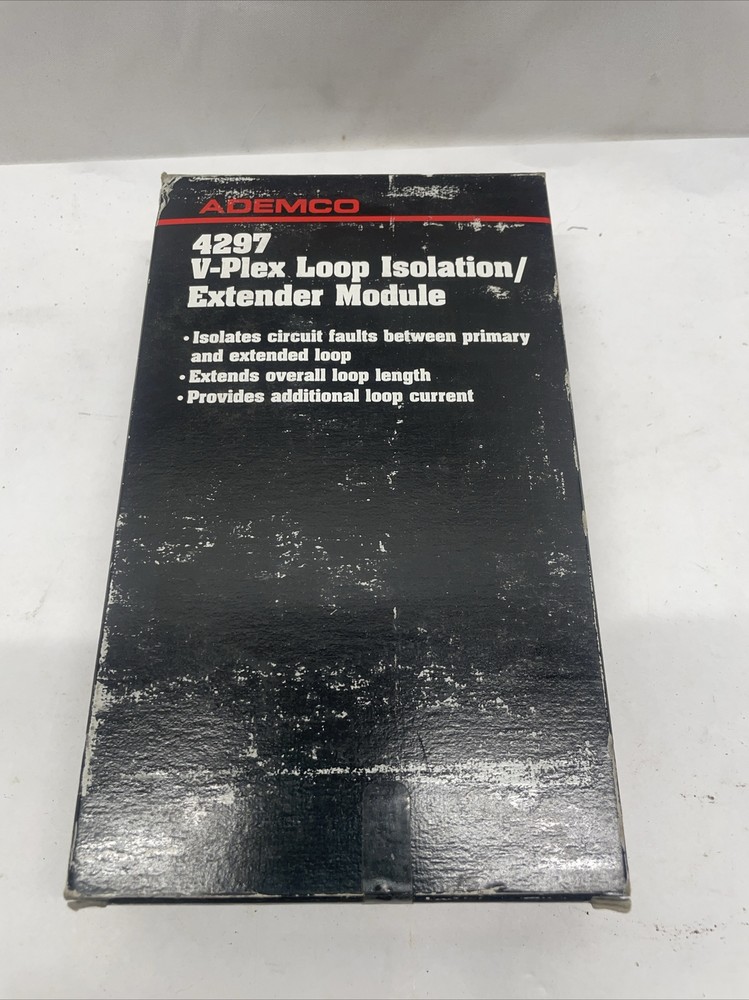 ADEMCO
4297
V-Plex Loop Isolation/
Extender Module
• Isolates circuit faults between primary
and extended loop
• Extends overall loop length
• Provides additional loop current